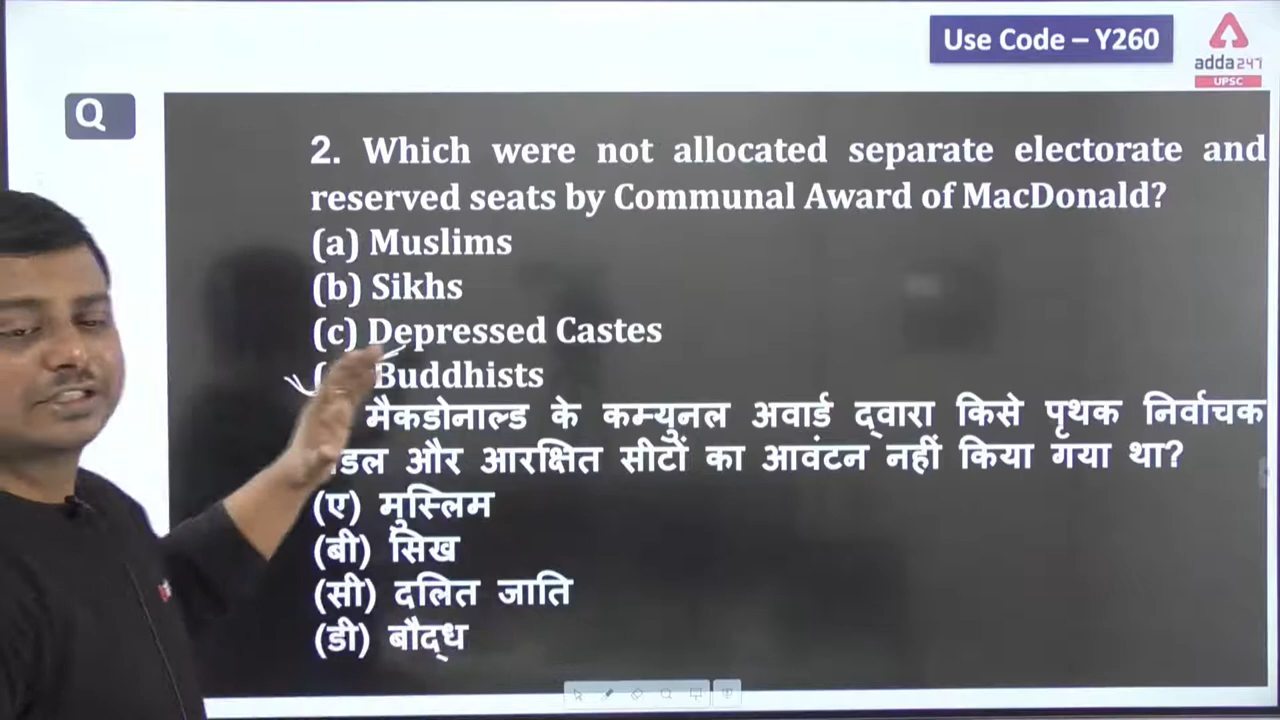 Use Code – Y260
adda247
UPSC
Q
2. Which were not allocated separate electorate and
reserved seats by Communal Award of MacDonald?
(a) Muslims
(b) Sikhs
(c) Depressed Castes
Buddhists
मैकडोनाल्ड के कम्युनल अवार्ड द्वारा किसे पृथक निर्वाचक
और आरक्षित सीटों का आवंटन नहीं किया गया था?
(ए) मुस्लिम
(बी) सिख
(सी) दलित जाति
(डी) बौद्ध